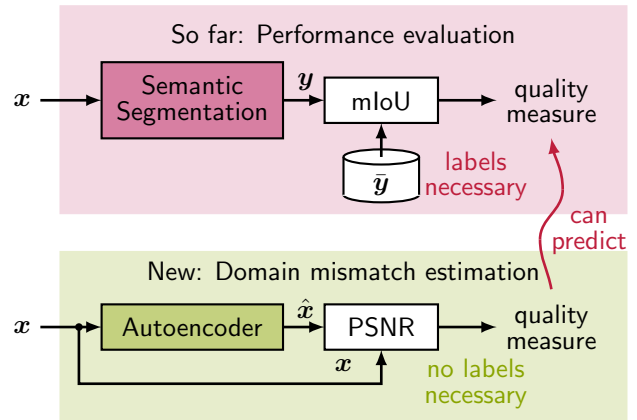 So far: Performance evaluation
x
Semantic
Segmentation
y
mIoU
quality
measure
ȳ
labels
necessary
can
predict
New: Domain mismatch estimation
x
Autoencoder
x̂
PSNR
quality
measure
x
no labels
necessary